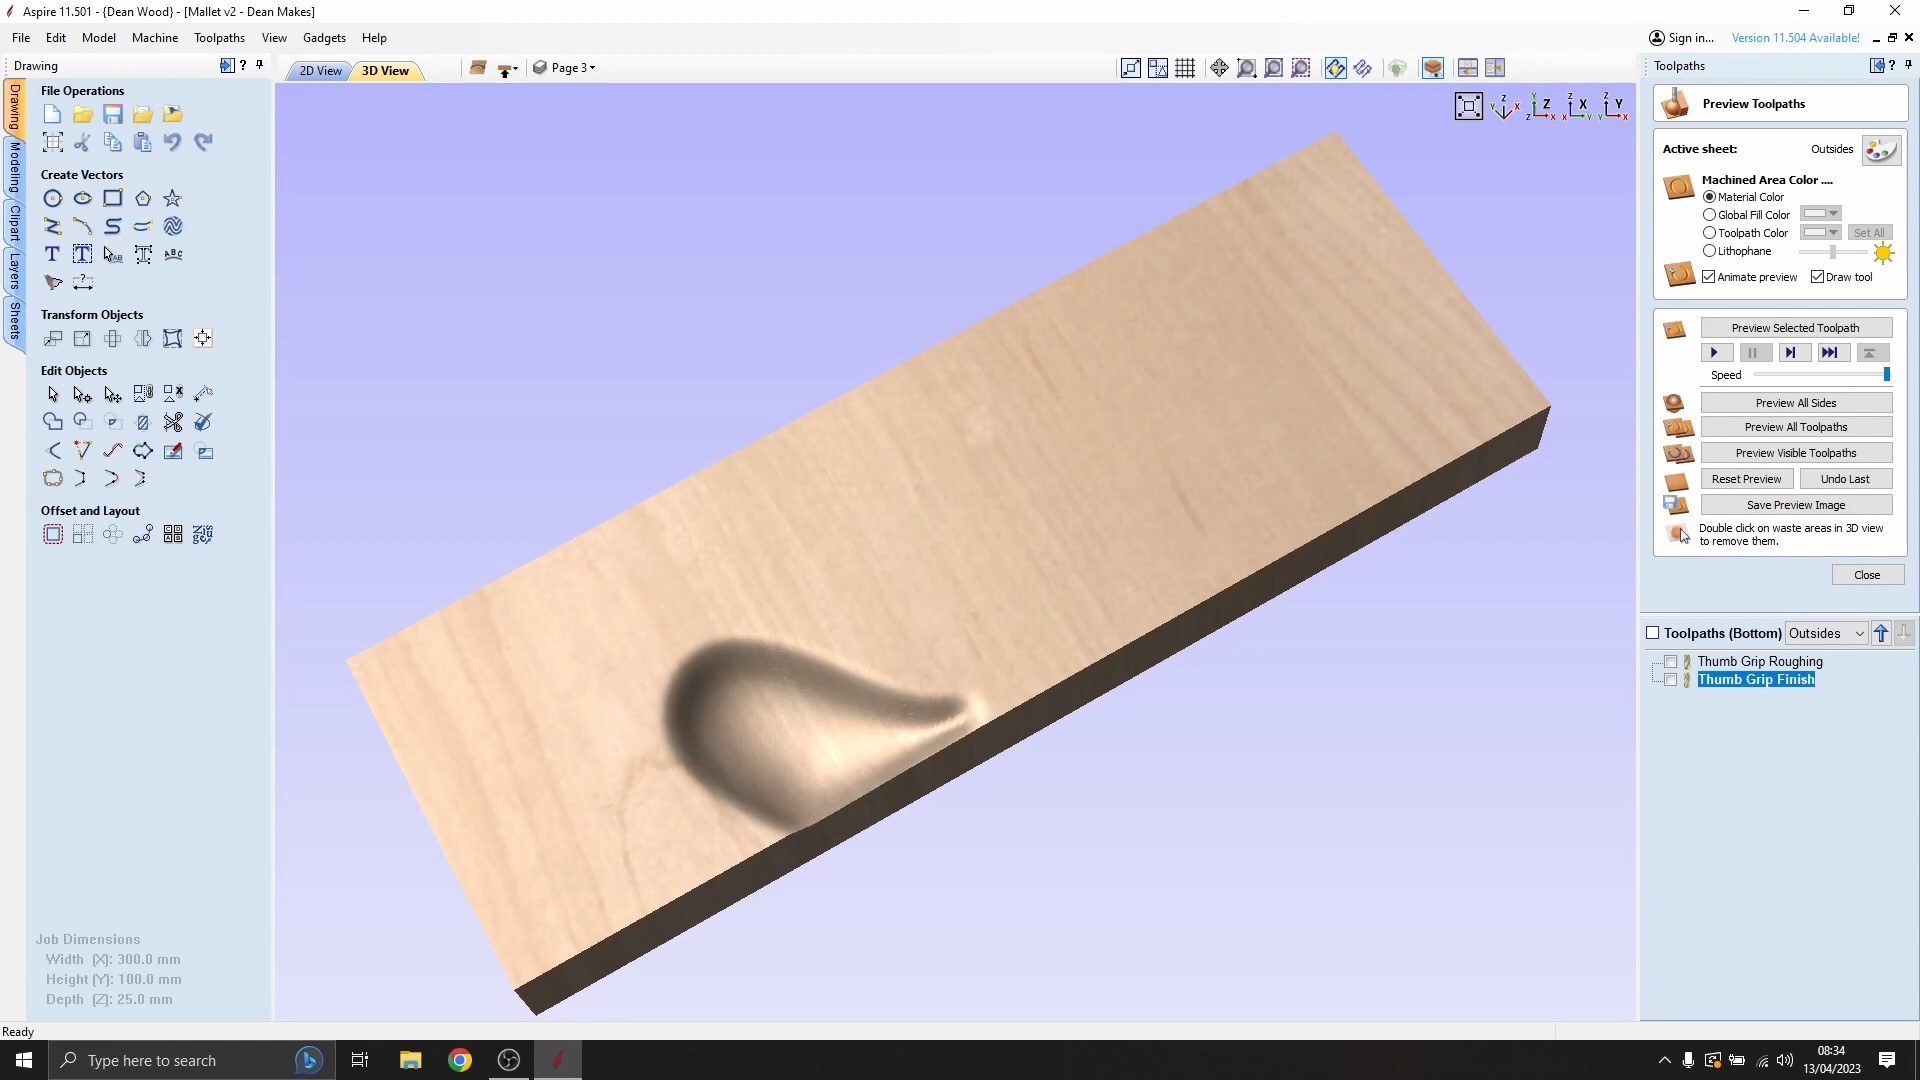 Aspire 11.501 - {Dean Wood} - [Mallet v2 - Dean Makes]
File Edit Model Machine Toolpaths View Gadgets Help
Sign in... Version 11.504 Available!
Drawing
2D View 3D View
Page 3
Toolpaths
Drawing
Modeling
Clipart
Layers
Sheets
File Operations
Create Vectors
Transform Objects
Edit Objects
Offset and Layout
Job Dimensions
Width (X): 300.0 mm
Height (Y): 100.0 mm
Depth (Z): 25.0 mm
Preview Toolpaths
Active sheet: Outsides
Machined Area Color ....
Material Color
Global Fill Color
Toolpath Color Set All
Lithophane
Animate preview Draw tool
Preview Selected Toolpath
Speed
Preview All Sides
Preview All Toolpaths
Preview Visible Toolpaths
Reset Preview Undo Last
Save Preview Image
Double click on waste areas in 3D view
to remove them.
Close
Toolpaths (Bottom) Outsides
Thumb Grip Roughing
Thumb Grip Finish
Ready
Type here to search
08:34
13/04/2023